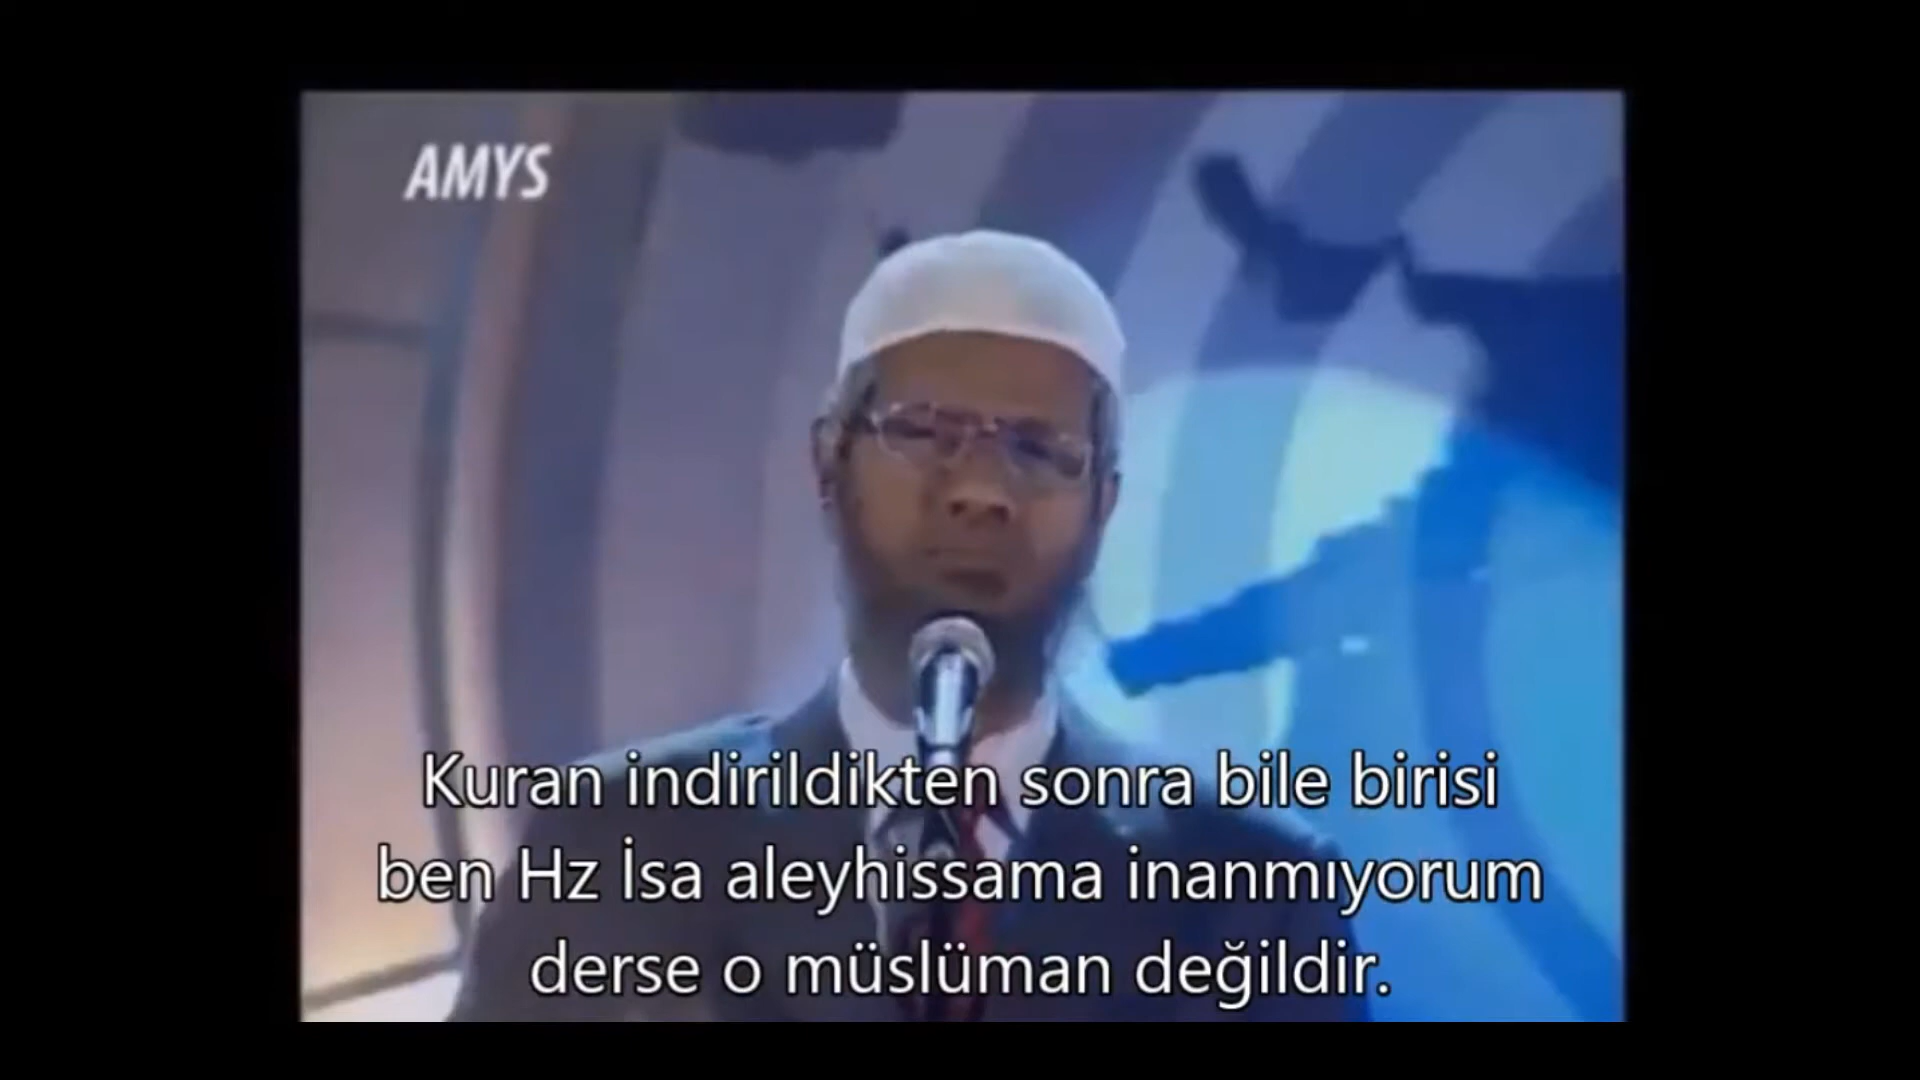 AMYS
Kuran indirildikten sonra bile birisi
ben Hz İsa aleyhissama inanmıyorum
derse o müslüman değildir.